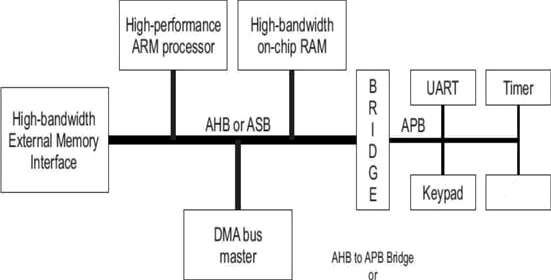 High-performance
ARM processor
High-bandwidth
on-chip RAM
High-bandwidth
External Memory
Interface
AHB or ASB
B
R
I
D
G
E
APB
UART
Timer
Keypad
DMA bus
master
AHB to APB Bridge
or